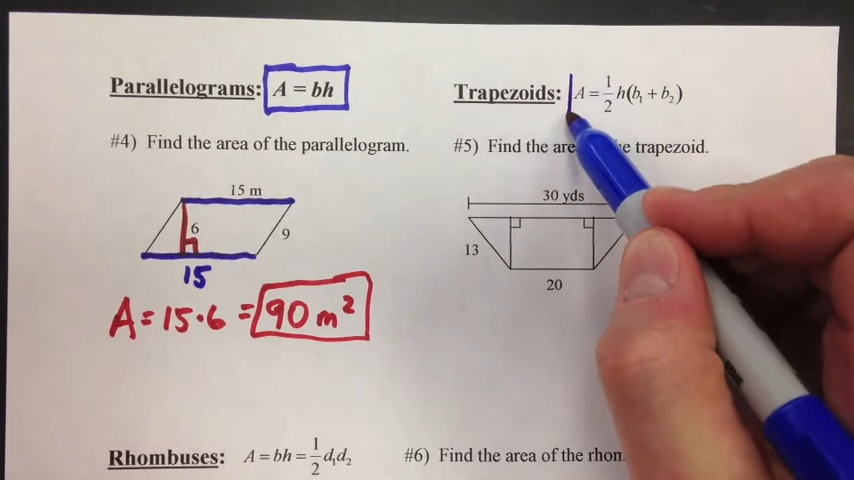 Parallelograms: A = bh
#4) Find the area of the parallelogram.
15 m
6
9
15
A = 15 · 6 = 90 m²
Trapezoids: A = 1/2 h(b₁ + b₂)
#5) Find the trapezoid.
30 yds
13
20
Rhombuses: A = bh = 1/2 d₁d₂
#6) Find the area of the